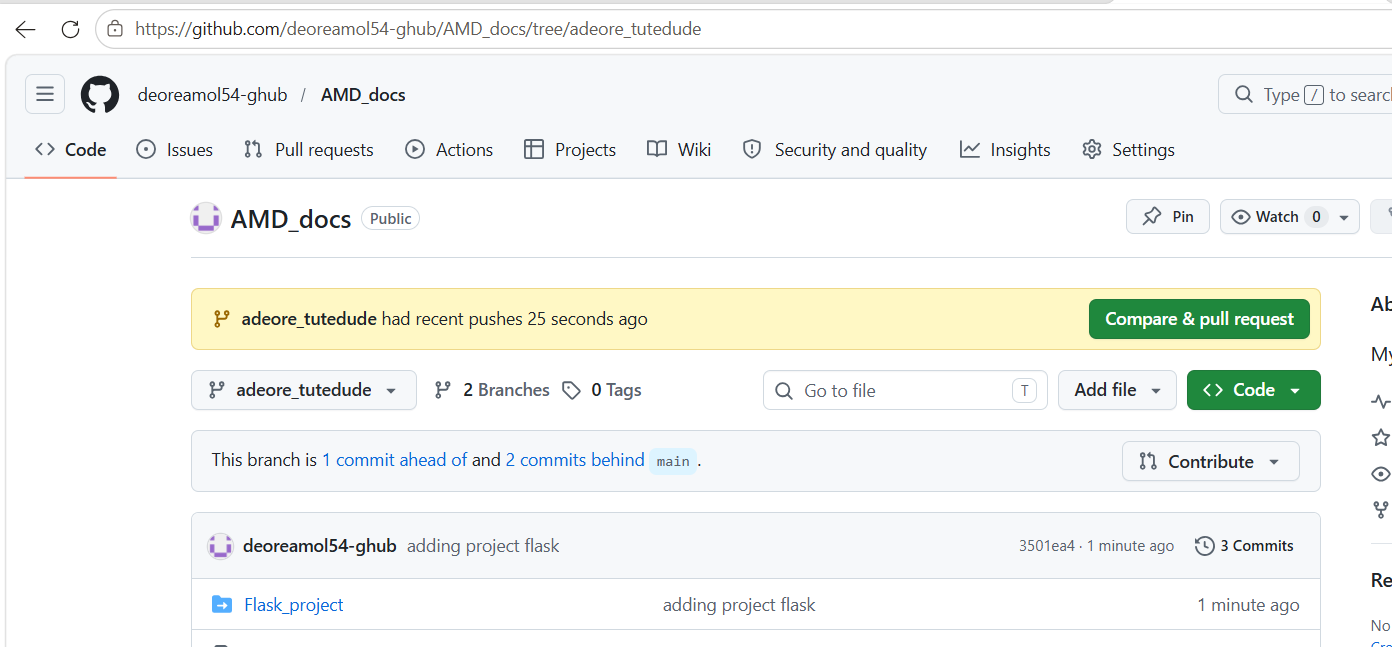 https://github.com/deoreamol54-ghub/AMD_docs/tree/adeore_tutedude
deoreamol54-ghub / AMD_docs
Type / to search
Code Issues Pull requests Actions Projects Wiki Security and quality Insights Settings
AMD_docs Public
Pin Watch 0
adeore_tutedude had recent pushes 25 seconds ago
Compare & pull request
Ab
My
adeore_tutedude 2 Branches 0 Tags Go to file T Add file Code
This branch is 1 commit ahead of and 2 commits behind main .
Contribute
deoreamol54-ghub adding project flask 3501ea4 · 1 minute ago 3 Commits
Re
Flask_project adding project flask 1 minute ago
No